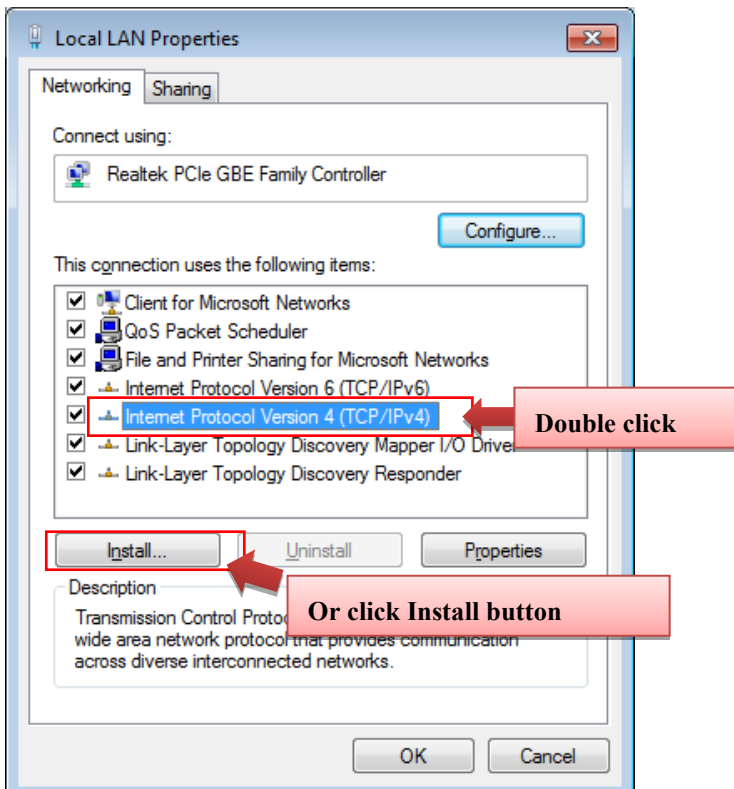 Local LAN Properties
Networking
Sharing
Connect using:
Realtek PCIe GBE Family Controller
Configure...
This connection uses the following items:
Client for Microsoft Networks
QoS Packet Scheduler
File and Printer Sharing for Microsoft Networks
Internet Protocol Version 6 (TCP/IPv6)
Internet Protocol Version 4 (TCP/IPv4)
Double click
Link-Layer Topology Discovery Mapper I/O Driver
Link-Layer Topology Discovery Responder
Install...
Uninstall
Properties
Description
Or click Install button
Transmission Control
wide area network protocol that provides communication
across diverse interconnected networks.
OK
Cancel